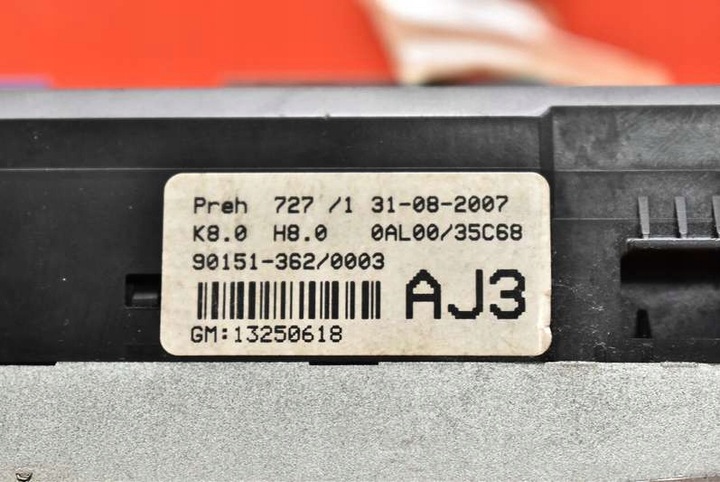 Preh 727 /1 31-08-2007
K8.0 H8.0 0AL00/35C68
90151-362/0003
AJ3
GM:13250618